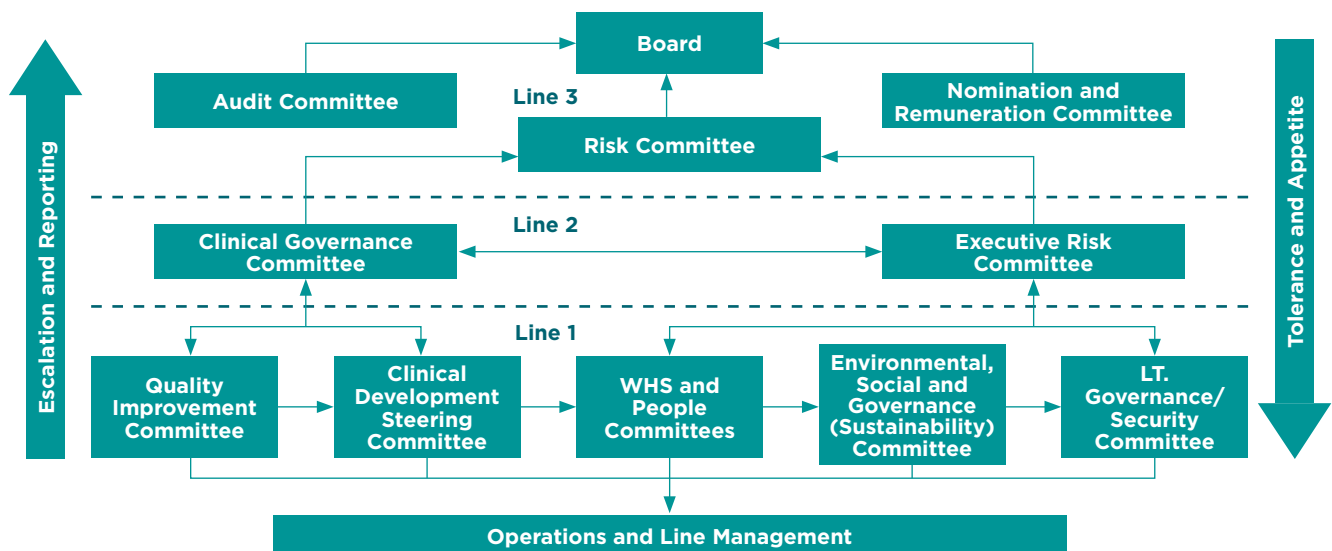 Board
Audit Committee
Line 3
Nomination and
Remuneration Committee
Risk Committee
Escalation and Reporting
Tolerance and Appetite
Clinical Governance
Committee
Line 2
Executive Risk
Committee
Line 1
Quality
Improvement
Committee
Clinical
Development
Steering
Committee
WHS and
People
Committees
Environmental,
Social and
Governance
(Sustainability)
Committee
LT.
Governance/
Security
Committee
Operations and Line Management